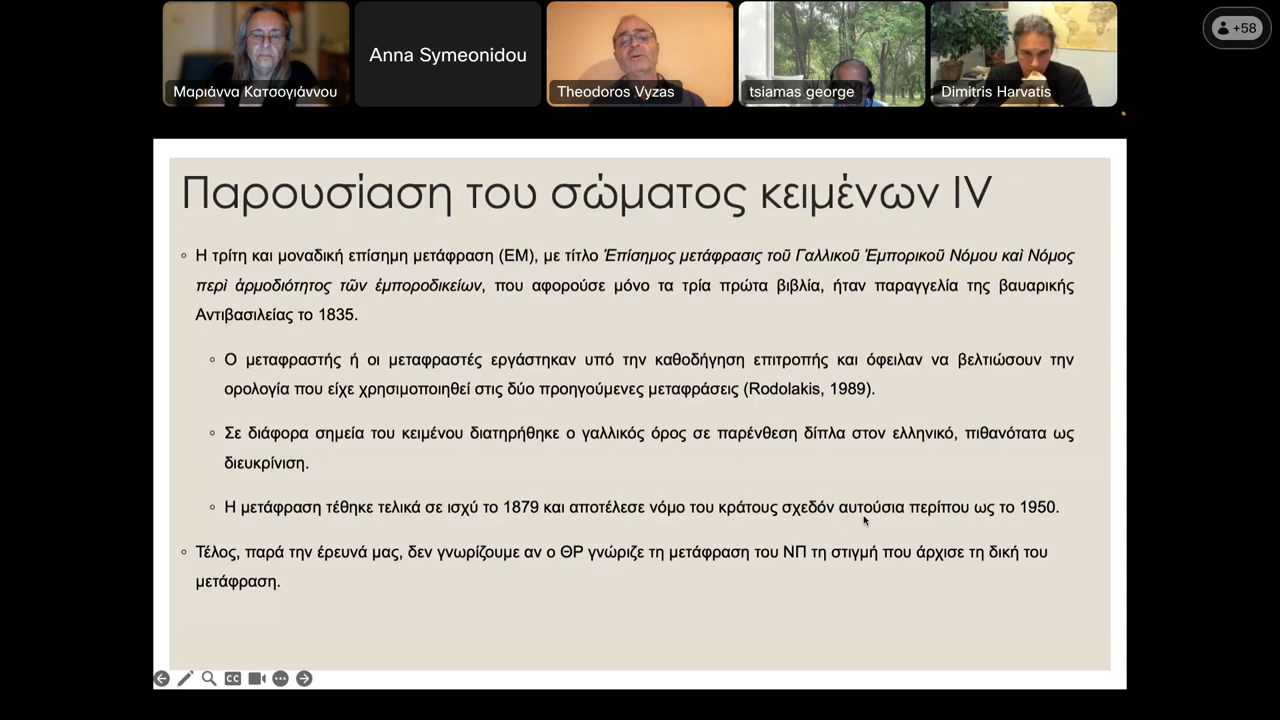 +58
Μαριάννα Κατσογιάννου
Anna Symeonidou
Theodoros Vyzas
tsiamas george
Dimitris Harvatis
Παρουσίαση του σώματος κειμένων IV
Η τρίτη και μοναδική επίσημη μετάφραση (ΕΜ), με τίτλο Ἐπίσημος μετάφρασις τοῦ Γαλλικοῦ Ἐμπορικοῦ Νόμου καὶ Νόμος
περὶ ἁρμοδιότητος τῶν ἐμποροδικείων, που αφορούσε μόνο τα τρία πρώτα βιβλία, ήταν παραγγελία της βαυαρικής
Αντιβασιλείας το 1835.
Ο μεταφραστής ή οι μεταφραστές εργάστηκαν υπό την καθοδήγηση επιτροπής και όφειλαν να βελτιώσουν την
ορολογία που είχε χρησιμοποιηθεί στις δύο προηγούμενες μεταφράσεις (Rodolakis, 1989).
Σε διάφορα σημεία του κειμένου διατηρήθηκε ο γαλλικός όρος σε παρένθεση δίπλα στον ελληνικό, πιθανότατα ως
διευκρίνιση.
Η μετάφραση τέθηκε τελικά σε ισχύ το 1879 και αποτέλεσε νόμο του κράτους σχεδόν αυτούσια περίπου ως το 1950.
Τέλος, παρά την έρευνά μας, δεν γνωρίζουμε αν ο ΘΡ γνώριζε τη μετάφραση του ΝΠ τη στιγμή που άρχισε τη δική του
μετάφραση.
CC